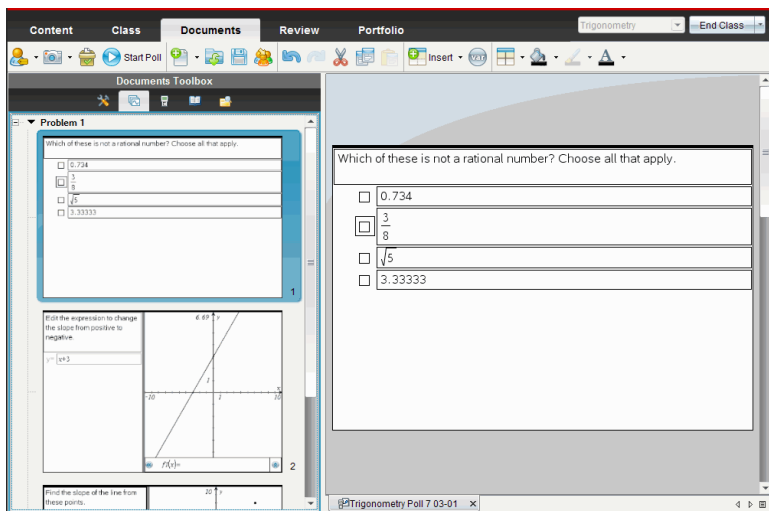 Content Class Documents Review Portfolio Trigonometry End Class
Start Poll Insert VAR A
Documents Toolbox
Problem 1
Which of these is not a rational number? Choose all that apply.
0.734
3
8
√5
3.33333
1
Edit the expression to change
the slope from positive to
negative.
y= x+3
6.69 y
1
x
-10 1 10
f2(x)=
2
Find the slope of the line from
these points.
20 y
Which of these is not a rational number? Choose all that apply.
0.734
3
8
√5
3.33333
Trigonometry Poll 7 03-01